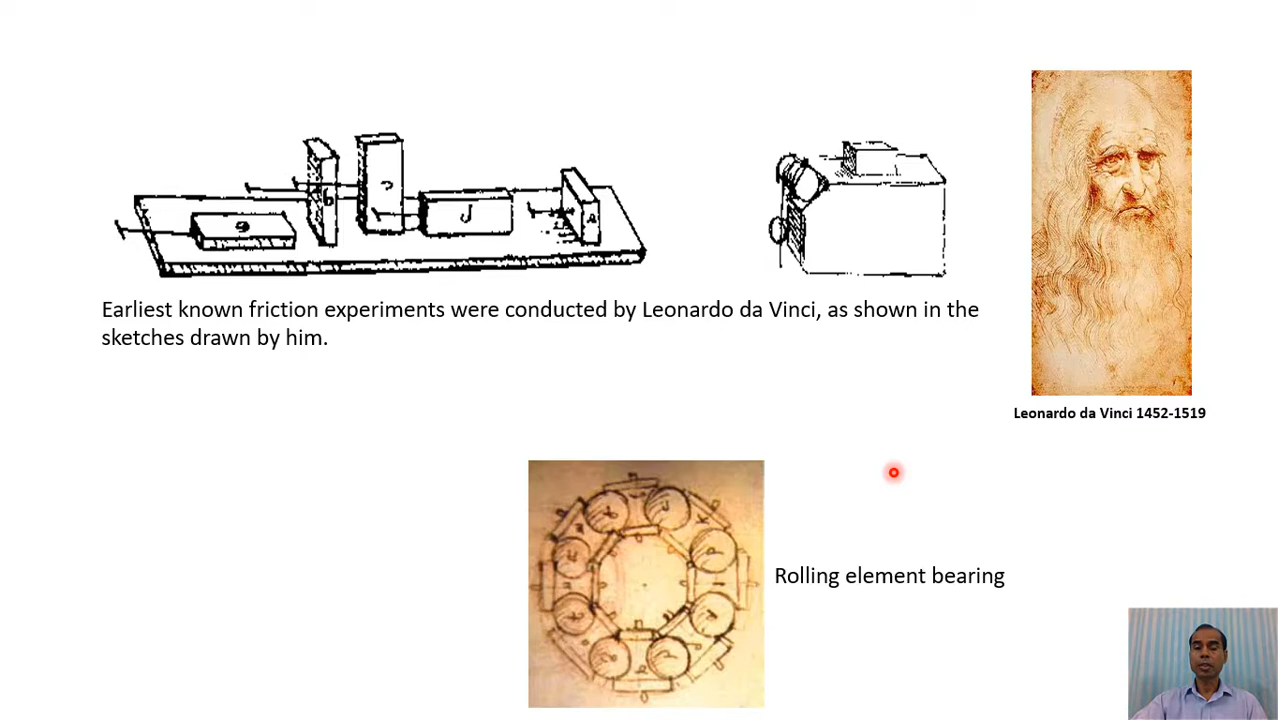 Earliest known friction experiments were conducted by Leonardo da Vinci, as shown in the
sketches drawn by him.
Leonardo da Vinci 1452-1519
Rolling element bearing